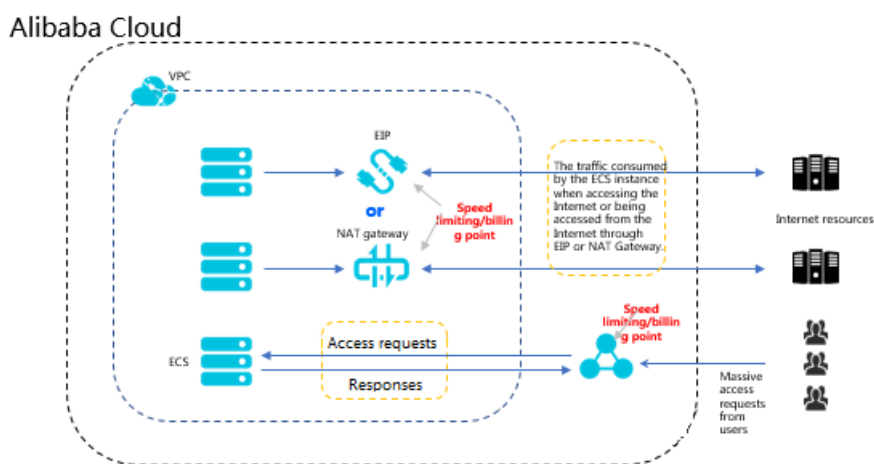 Alibaba Cloud
VPC
EIP
The traffic consumed
by the ECS instance
when accessing the
Internet or being
accessed from the
Internet through
EIP or NAT Gateway.
or
Speed
limiting/billin
g point
NAT gateway
Internet resources
Speed
limiting/billin
g point
Access requests
ECS
Responses
Massive
access
requests
from
users